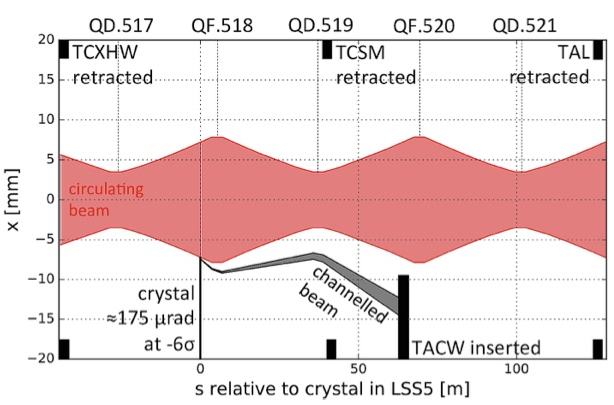 QD.517 QF.518 QD.519 QF.520 QD.521
20
TCXHW
retracted
TCSM
retracted
TAL
retracted
15
10
5
0
−5
−10
−15
−20
x [mm]
circulating
beam
channelled
beam
crystal
≈175 μrad
at -6σ
TACW inserted
0 50 100
s relative to crystal in LSS5 [m]